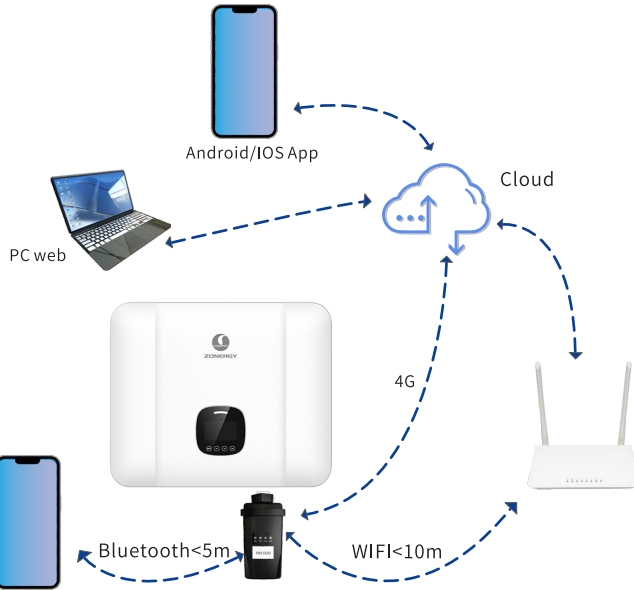 Android/IOS App
Cloud
PC web
ZONERGY
4G
Bluetooth<5m
WIFI<10m